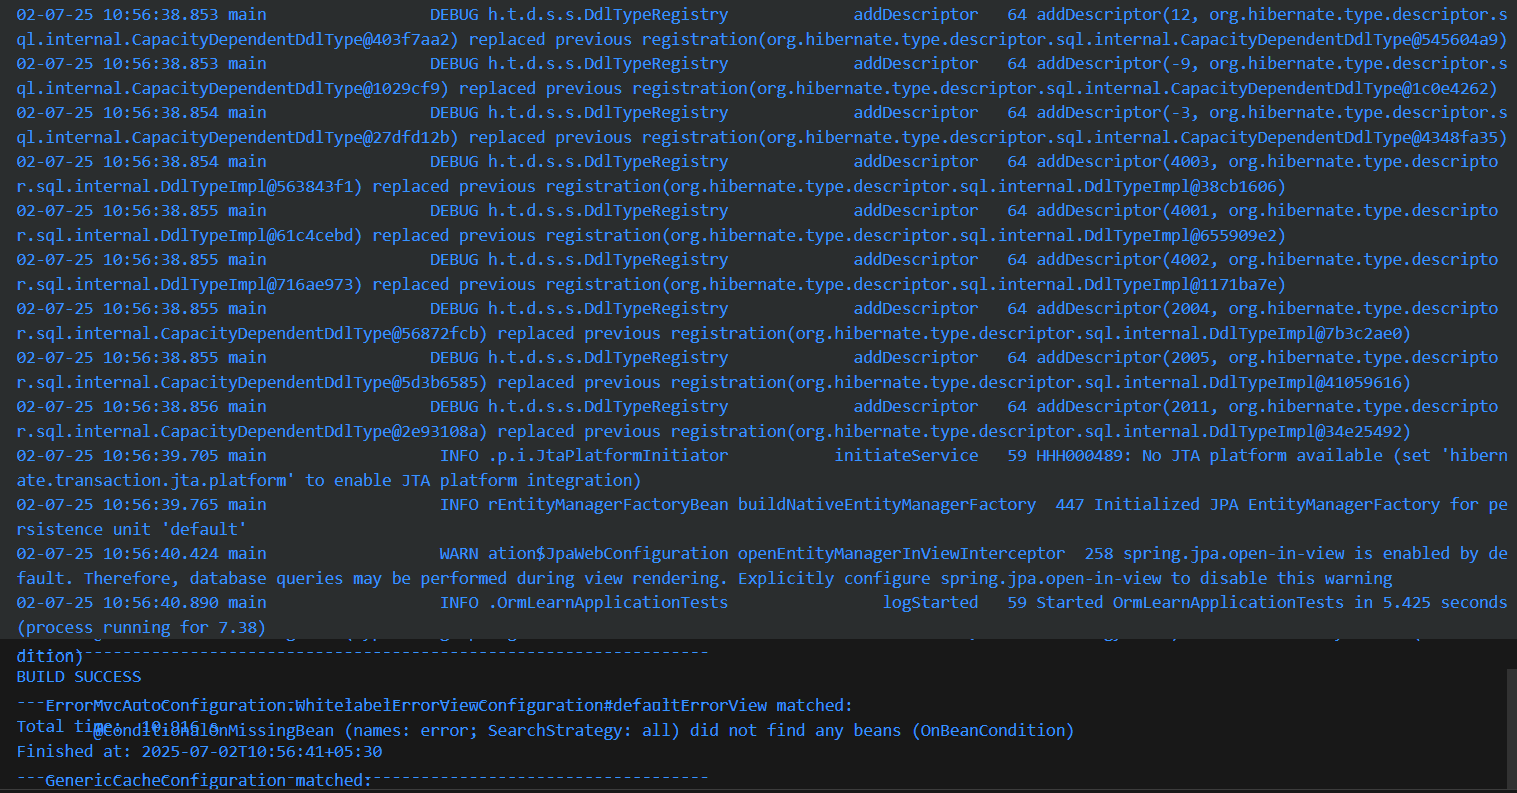 02-07-25 10:56:38.853 main                 DEBUG h.t.d.s.s.DdlTypeRegistry             addDescriptor   64 addDescriptor(12, org.hibernate.type.descriptor.s
ql.internal.CapacityDependentDdlType@403f7aa2) replaced previous registration(org.hibernate.type.descriptor.sql.internal.CapacityDependentDdlType@545604a9)
02-07-25 10:56:38.853 main                 DEBUG h.t.d.s.s.DdlTypeRegistry             addDescriptor   64 addDescriptor(-9, org.hibernate.type.descriptor.s
ql.internal.CapacityDependentDdlType@1029cf9) replaced previous registration(org.hibernate.type.descriptor.sql.internal.CapacityDependentDdlType@1c0e4262)
02-07-25 10:56:38.854 main                 DEBUG h.t.d.s.s.DdlTypeRegistry             addDescriptor   64 addDescriptor(-3, org.hibernate.type.descriptor.s
ql.internal.CapacityDependentDdlType@27dfd12b) replaced previous registration(org.hibernate.type.descriptor.sql.internal.CapacityDependentDdlType@4348fa35)
02-07-25 10:56:38.854 main                 DEBUG h.t.d.s.s.DdlTypeRegistry             addDescriptor   64 addDescriptor(4003, org.hibernate.type.descripto
r.sql.internal.DdlTypeImpl@563843f1) replaced previous registration(org.hibernate.type.descriptor.sql.internal.DdlTypeImpl@38cb1606)
02-07-25 10:56:38.855 main                 DEBUG h.t.d.s.s.DdlTypeRegistry             addDescriptor   64 addDescriptor(4001, org.hibernate.type.descripto
r.sql.internal.DdlTypeImpl@61c4cebd) replaced previous registration(org.hibernate.type.descriptor.sql.internal.DdlTypeImpl@655909e2)
02-07-25 10:56:38.855 main                 DEBUG h.t.d.s.s.DdlTypeRegistry             addDescriptor   64 addDescriptor(4002, org.hibernate.type.descripto
r.sql.internal.DdlTypeImpl@716ae973) replaced previous registration(org.hibernate.type.descriptor.sql.internal.DdlTypeImpl@1171ba7e)
02-07-25 10:56:38.855 main                 DEBUG h.t.d.s.s.DdlTypeRegistry             addDescriptor   64 addDescriptor(2004, org.hibernate.type.descripto
r.sql.internal.CapacityDependentDdlType@56872fcb) replaced previous registration(org.hibernate.type.descriptor.sql.internal.DdlTypeImpl@7b3c2ae0)
02-07-25 10:56:38.855 main                 DEBUG h.t.d.s.s.DdlTypeRegistry             addDescriptor   64 addDescriptor(2005, org.hibernate.type.descripto
r.sql.internal.CapacityDependentDdlType@5d3b6585) replaced previous registration(org.hibernate.type.descriptor.sql.internal.DdlTypeImpl@41059616)
02-07-25 10:56:38.856 main                 DEBUG h.t.d.s.s.DdlTypeRegistry             addDescriptor   64 addDescriptor(2011, org.hibernate.type.descripto
r.sql.internal.CapacityDependentDdlType@2e93108a) replaced previous registration(org.hibernate.type.descriptor.sql.internal.DdlTypeImpl@34e25492)
02-07-25 10:56:39.705 main                  INFO .p.i.JtaPlatformInitiator           initiateService   59 HHH000489: No JTA platform available (set 'hibern
ate.transaction.jta.platform' to enable JTA platform integration)
02-07-25 10:56:39.765 main                  INFO rEntityManagerFactoryBean buildNativeEntityManagerFactory  447 Initialized JPA EntityManagerFactory for pe
rsistence unit 'default'
02-07-25 10:56:40.424 main                  WARN ation$JpaWebConfiguration openEntityManagerInViewInterceptor  258 spring.jpa.open-in-view is enabled by de
fault. Therefore, database queries may be performed during view rendering. Explicitly configure spring.jpa.open-in-view to disable this warning
02-07-25 10:56:40.890 main                  INFO .OrmLearnApplicationTests                logStarted   59 Started OrmLearnApplicationTests in 5.425 seconds
(process running for 7.38)
dition)
BUILD SUCCESS
ErrorMvcAutoConfiguration.WhitelabelErrorViewConfiguration#defaultErrorView matched:
Total time:  10.916 s
@ConditionalOnMissingBean (names: error; SearchStrategy: all) did not find any beans (OnBeanCondition)
Finished at: 2025-07-02T10:56:41+05:30
GenericCacheConfiguration matched: